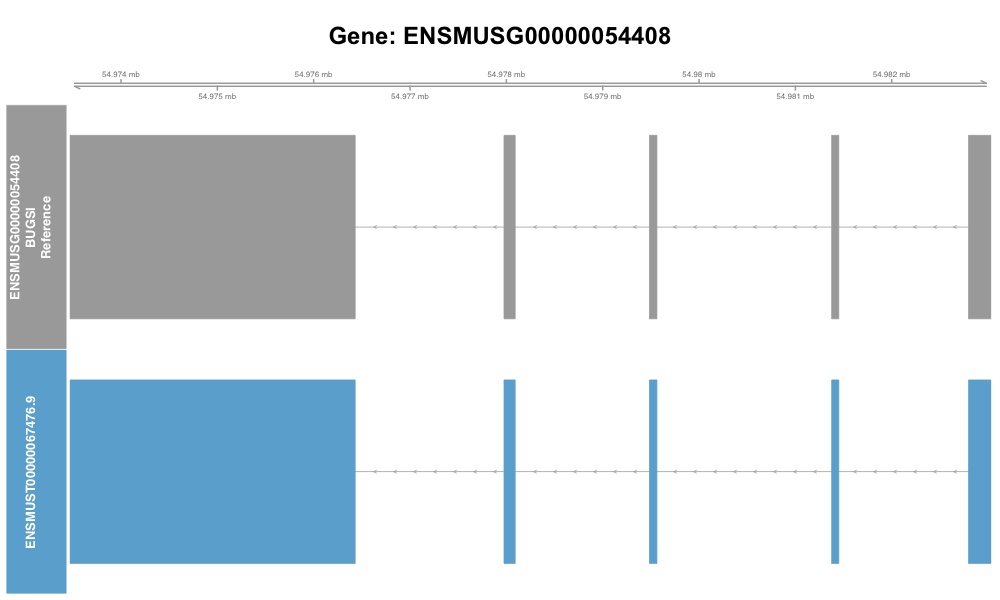 Gene: ENSMUSG00000054408
54.974 mb
54.976 mb
54.978 mb
54.98 mb
54.982 mb
54.975 mb
54.977 mb
54.979 mb
54.981 mb
ENSMUSG00000054408
BUGSI
Reference
ENSMUST00000067476.9